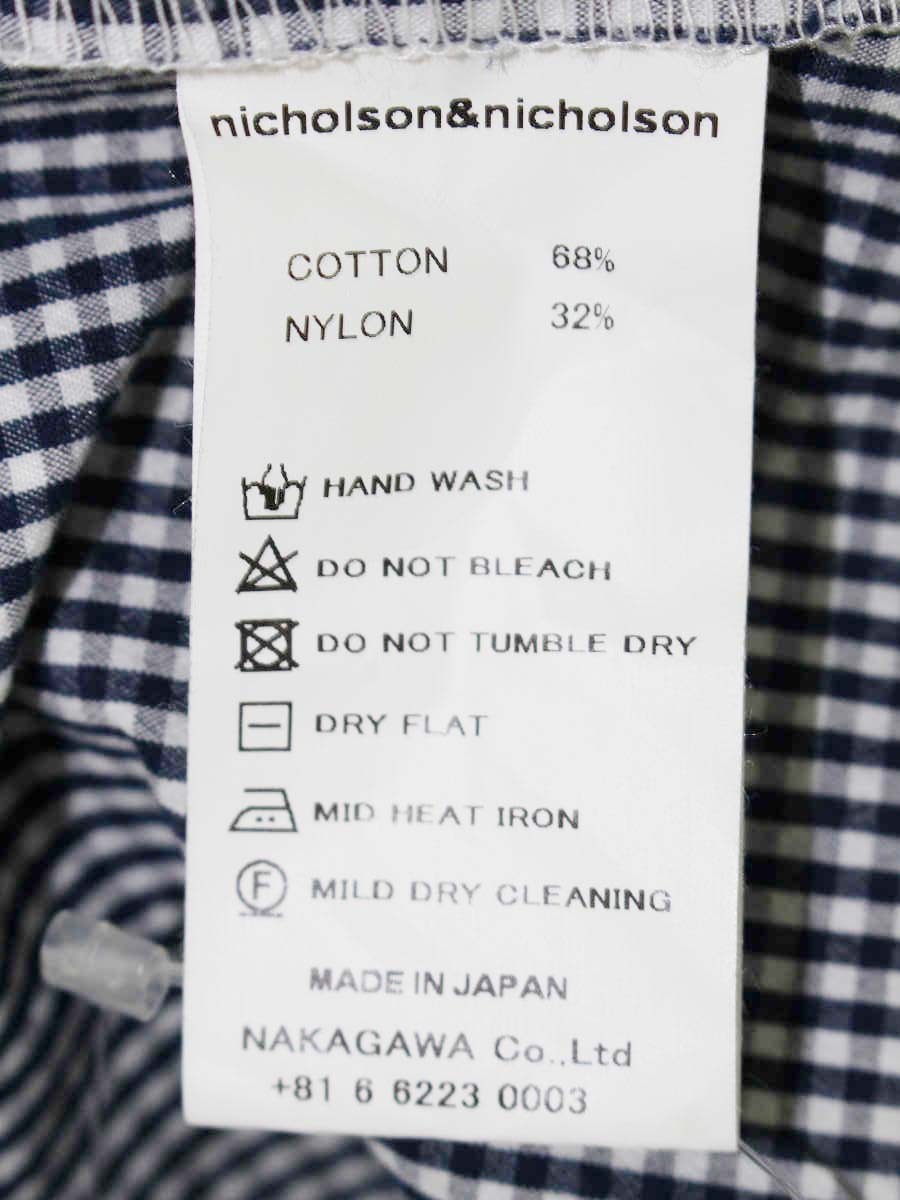 nicholson&nicholson
COTTON 68%
NYLON 32%
HAND WASH
DO NOT BLEACH
DO NOT TUMBLE DRY
DRY FLAT
MID HEAT IRON
F MILD DRY CLEANING
MADE IN JAPAN
NAKAGAWA Co.,Ltd
+81 6 6223 0003